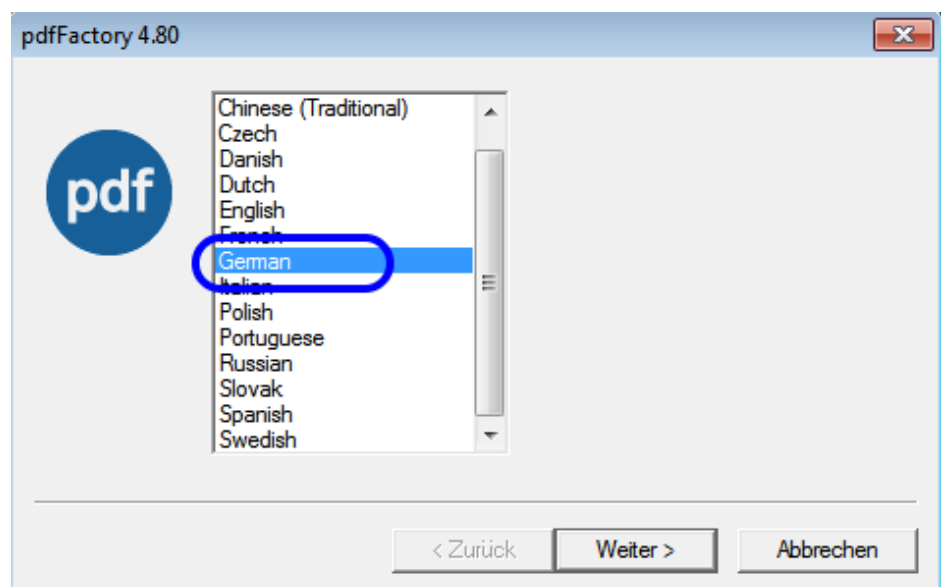 pdfFactory 4.80
pdf
Chinese (Traditional)
Czech
Danish
Dutch
English
French
German
Italian
Polish
Portuguese
Russian
Slovak
Spanish
Swedish
< Zurück
Weiter >
Abbrechen